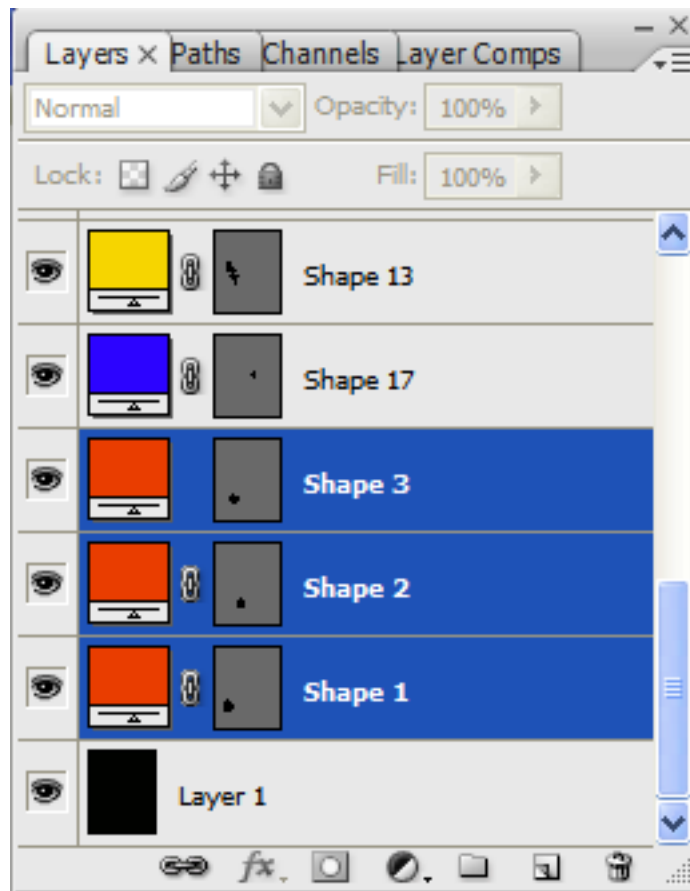 Layers × Paths Channels Layer Comps
Normal Opacity: 100%
Lock: Fill: 100%
Shape 13
Shape 17
Shape 3
Shape 2
Shape 1
Layer 1
fx.